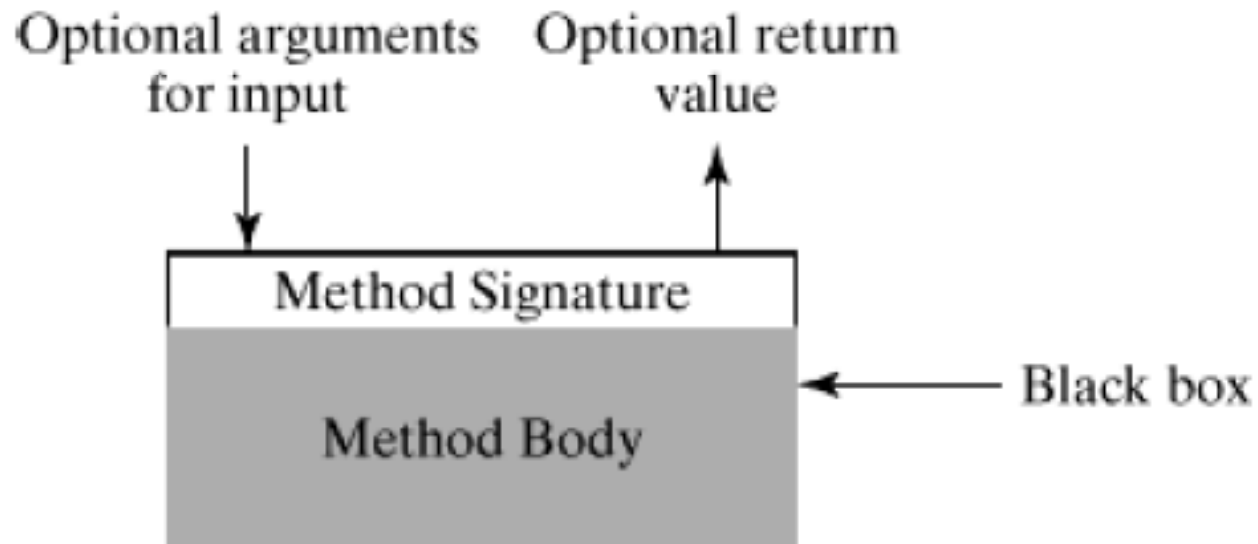 Optional arguments
for input
Optional return
value
Method Signature
Black box
Method Body